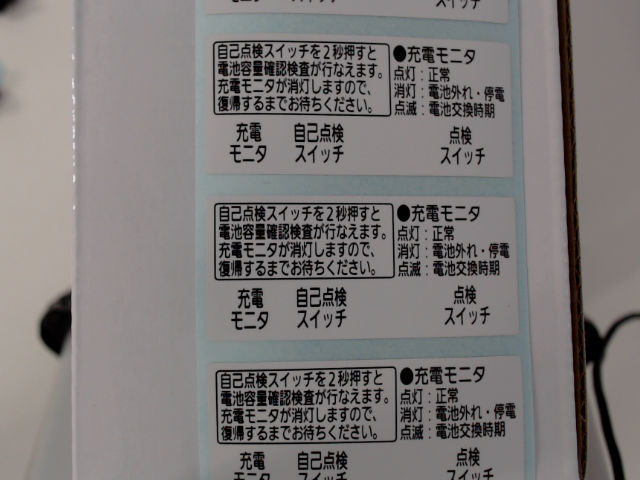 モニタ スイッチ スイッチ
自己点検スイッチを2秒押すと
電池容量確認検査が行なえます。
充電モニタが消灯しますので、
復帰するまでお待ちください。
●充電モニタ
点灯：正常
消灯：電池外れ・停電
点滅：電池交換時期
充電 自己点検 点検
モニタ スイッチ スイッチ
自己点検スイッチを2秒押すと
電池容量確認検査が行なえます。
充電モニタが消灯しますので、
復帰するまでお待ちください。
●充電モニタ
点灯：正常
消灯：電池外れ・停電
点滅：電池交換時期
充電 自己点検 点検
モニタ スイッチ スイッチ
自己点検スイッチを2秒押すと
電池容量確認検査が行なえます。
充電モニタが消灯しますので、
復帰するまでお待ちください。
●充電モニタ
点灯：正常
消灯：電池外れ・停電
点滅：電池交換時期
充電 自己点検 点検
モニタ スイッチ スイッチ